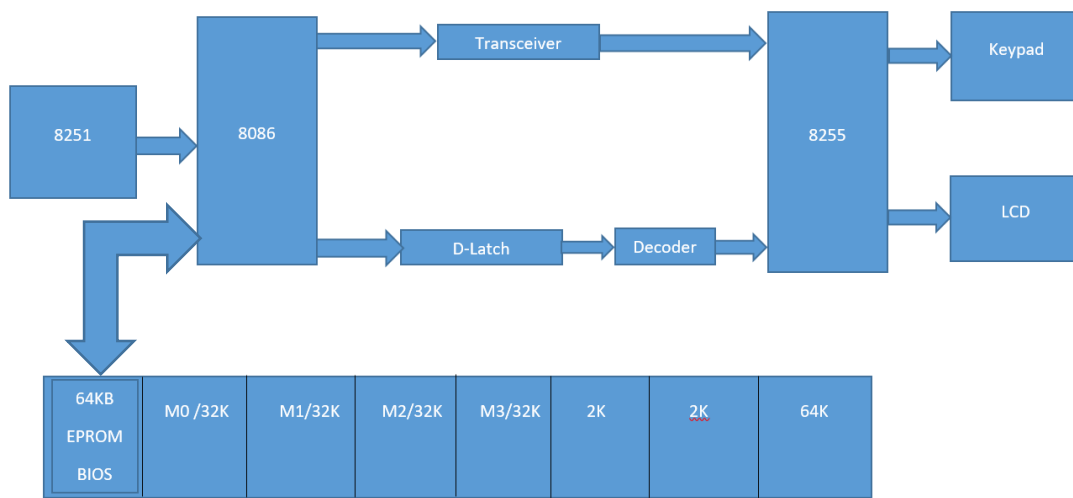 Transceiver
Keypad
8251
8086
8255
LCD
D-Latch
Decoder
64KB
EPROM
BIOS
M0 /32K
M1/32K
M2/32K
M3/32K
2K
2K
64K